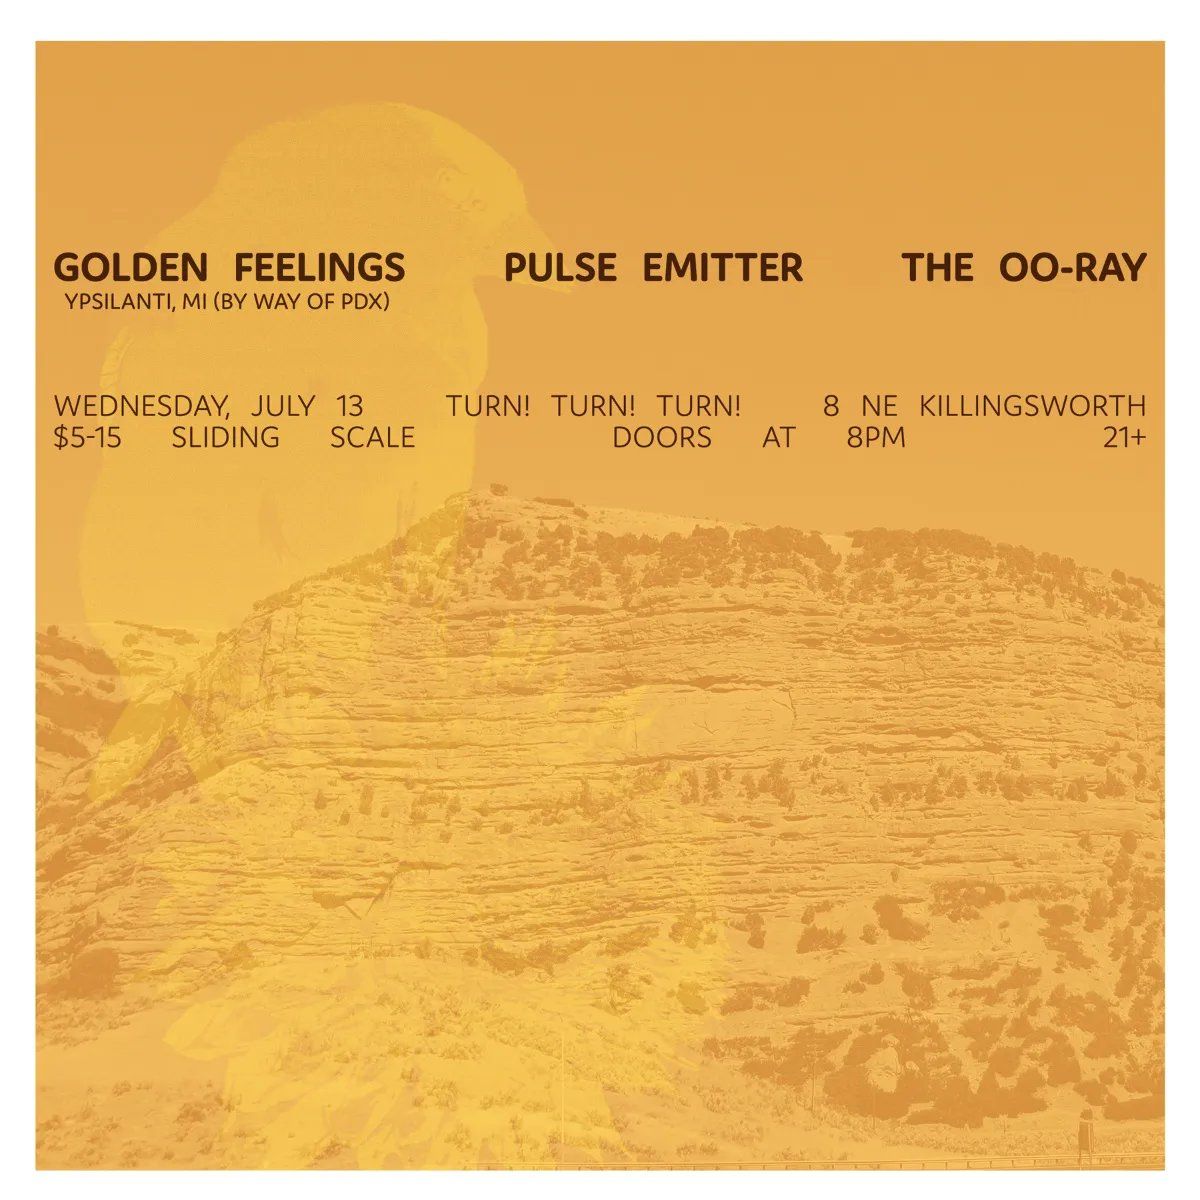 GOLDEN FEELINGS PULSE EMITTER THE OO-RAY
YPSILANTI, MI (BY WAY OF PDX)
WEDNESDAY, JULY 13 TURN! TURN! TURN! 8 NE KILLINGSWORTH
$5-15 SLIDING SCALE DOORS AT 8PM 21+